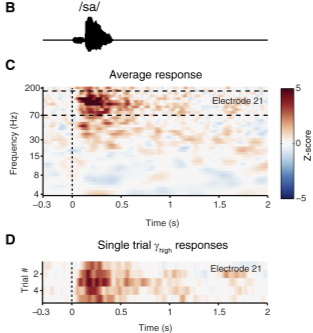 B
/sa/
C
Average response
Electrode 21
Frequency (Hz)
200
70
30
15
8
4
−0.3
0
0.5
1
1.5
2
Time (s)
5
0
−5
Z-score
D
Single trial γhigh responses
Electrode 21
Trial #
2
4
−0.3
0
0.5
1
1.5
2
Time (s)